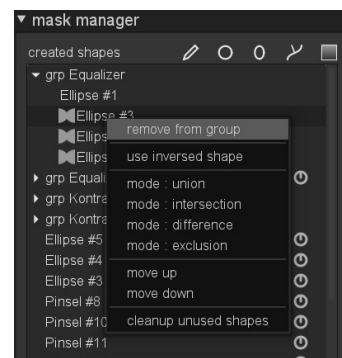 mask manager
created shapes
grp Equalizer
Ellipse #1
Ellipse #3
remove from group
Ellips
use inversed shape
Ellips
grp Equali
mode : union
grp Kontra
mode : intersection
grp Kontra
mode : difference
Ellipse #5
mode : exclusion
Ellipse #4
move up
Ellipse #3
move down
Pinsel #8
Pinsel #10
cleanup unused shapes
Pinsel #11